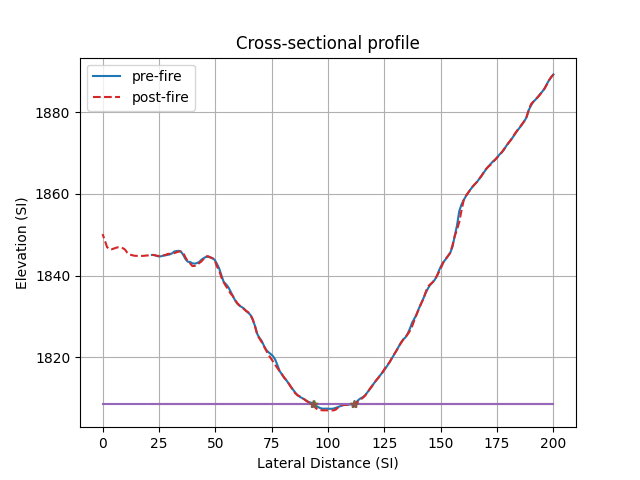 Cross-sectional profile
pre-fire
post-fire
1880
1860
1840
1820
Elevation (SI)
0 25 50 75 100 125 150 175 200
Lateral Distance (SI)